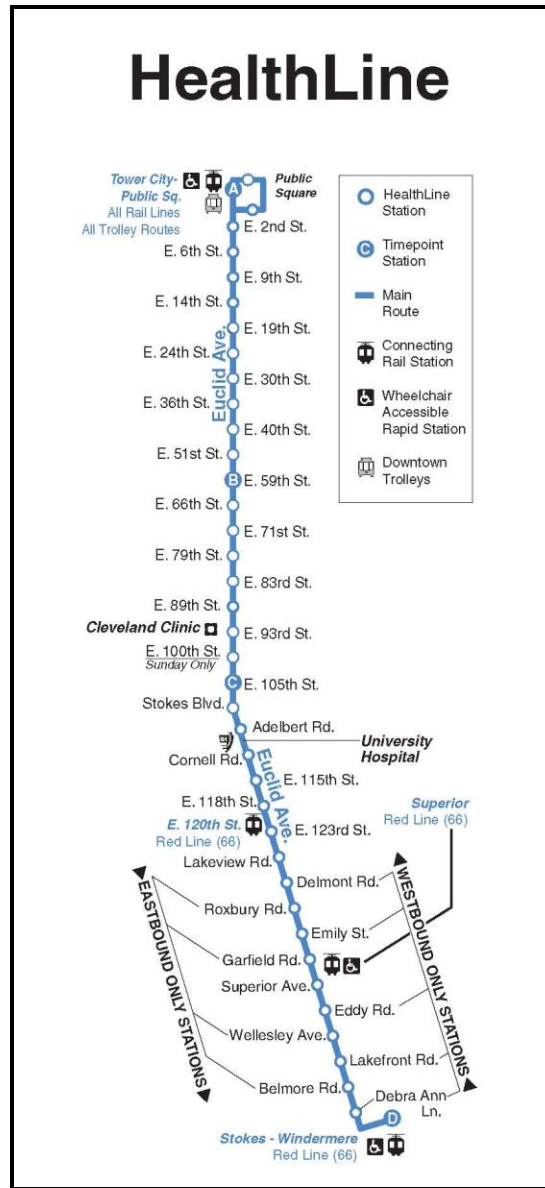 HealthLine
Tower City-
Public Sq.
All Rail Lines
All Trolley Routes
A
Public
Square
E. 2nd St.
E. 6th St.
E. 9th St.
E. 14th St.
E. 19th St.
E. 24th St.
Euclid Ave.
E. 30th St.
E. 36th St.
E. 40th St.
E. 51st St.
B
E. 59th St.
E. 66th St.
E. 71st St.
E. 79th St.
E. 83rd St.
E. 89th St.
Cleveland Clinic
E. 93rd St.
E. 100th St.
Sunday Only
C
E. 105th St.
Stokes Blvd.
Adelbert Rd.
University
Hospital
Cornell Rd.
Euclid Ave.
E. 115th St.
E. 118th St.
E. 120th St.
Red Line (66)
E. 123rd St.
Superior
Red Line (66)
Lakeview Rd.
Delmont Rd.
Roxbury Rd.
Emily St.
Garfield Rd.
Superior Ave.
Eddy Rd.
Wellesley Ave.
Lakefront Rd.
Belmore Rd.
Debra Ann
Ln.
D
Stokes - Windermere
Red Line (66)
EASTBOUND ONLY STATIONS
WESTBOUND ONLY STATIONS
HealthLine
Station
C
Timepoint
Station
Main
Route
Connecting
Rail Station
Wheelchair
Accessible
Rapid Station
Downtown
Trolleys